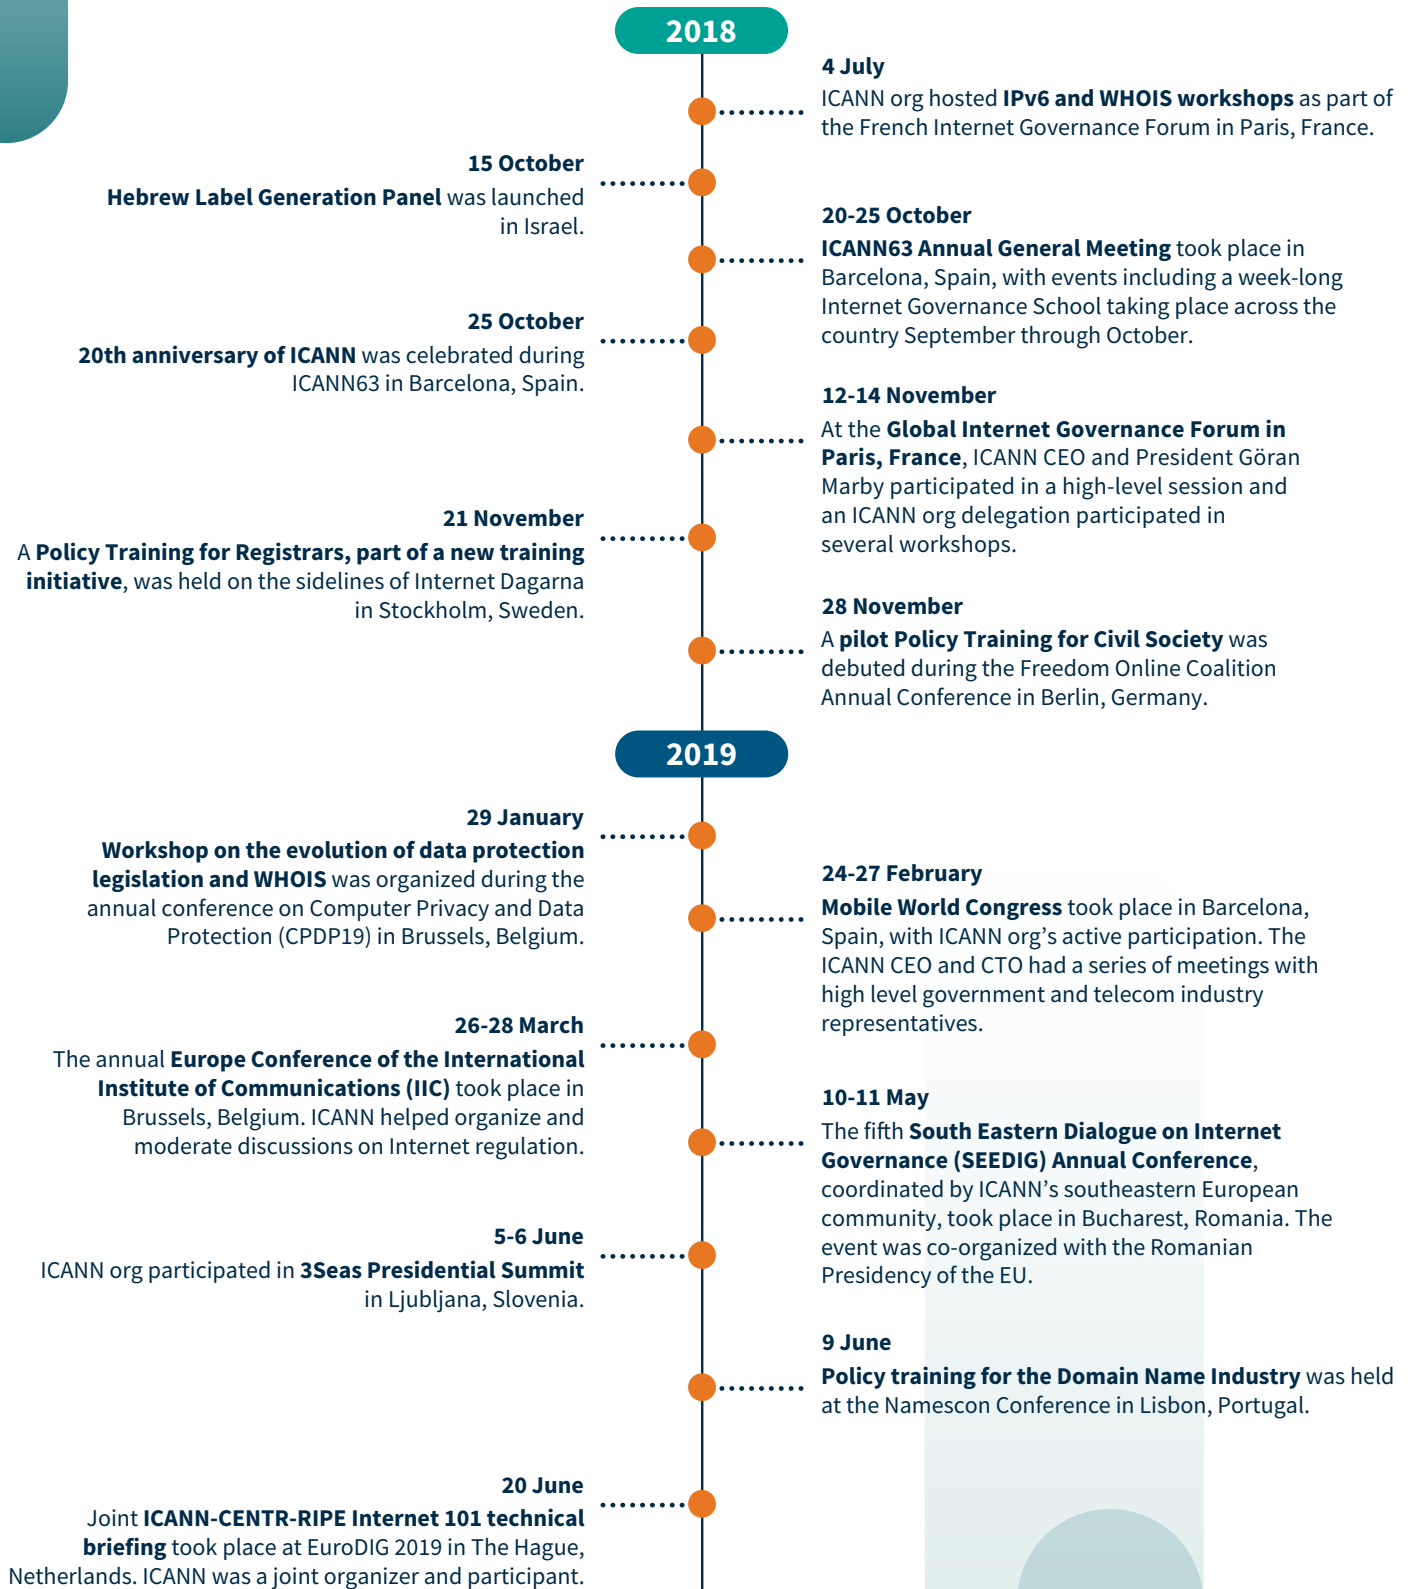 2018
4 July
ICANN org hosted IPv6 and WHOIS workshops as part of
the French Internet Governance Forum in Paris, France.
15 October
Hebrew Label Generation Panel was launched
in Israel.
20-25 October
ICANN63 Annual General Meeting took place in
Barcelona, Spain, with events including a week-long
Internet Governance School taking place across the
country September through October.
25 October
20th anniversary of ICANN was celebrated during
ICANN63 in Barcelona, Spain.
12-14 November
At the Global Internet Governance Forum in
Paris, France, ICANN CEO and President Göran
Marby participated in a high-level session and
an ICANN org delegation participated in
several workshops.
21 November
A Policy Training for Registrars, part of a new training
initiative, was held on the sidelines of Internet Dagarna
in Stockholm, Sweden.
28 November
A pilot Policy Training for Civil Society was
debuted during the Freedom Online Coalition
Annual Conference in Berlin, Germany.
2019
29 January
Workshop on the evolution of data protection
legislation and WHOIS was organized during the
annual conference on Computer Privacy and Data
Protection (CPDP19) in Brussels, Belgium.
24-27 February
Mobile World Congress took place in Barcelona,
Spain, with ICANN org’s active participation. The
ICANN CEO and CTO had a series of meetings with
high level government and telecom industry
representatives.
26-28 March
The annual Europe Conference of the International
Institute of Communications (IIC) took place in
Brussels, Belgium. ICANN helped organize and
moderate discussions on Internet regulation.
10-11 May
The fifth South Eastern Dialogue on Internet
Governance (SEEDIG) Annual Conference,
coordinated by ICANN’s southeastern European
community, took place in Bucharest, Romania. The
event was co-organized with the Romanian
Presidency of the EU.
5-6 June
ICANN org participated in 3Seas Presidential Summit
in Ljubljana, Slovenia.
9 June
Policy training for the Domain Name Industry was held
at the Namescon Conference in Lisbon, Portugal.
20 June
Joint ICANN-CENTR-RIPE Internet 101 technical
briefing took place at EuroDIG 2019 in The Hague,
Netherlands. ICANN was a joint organizer and participant.